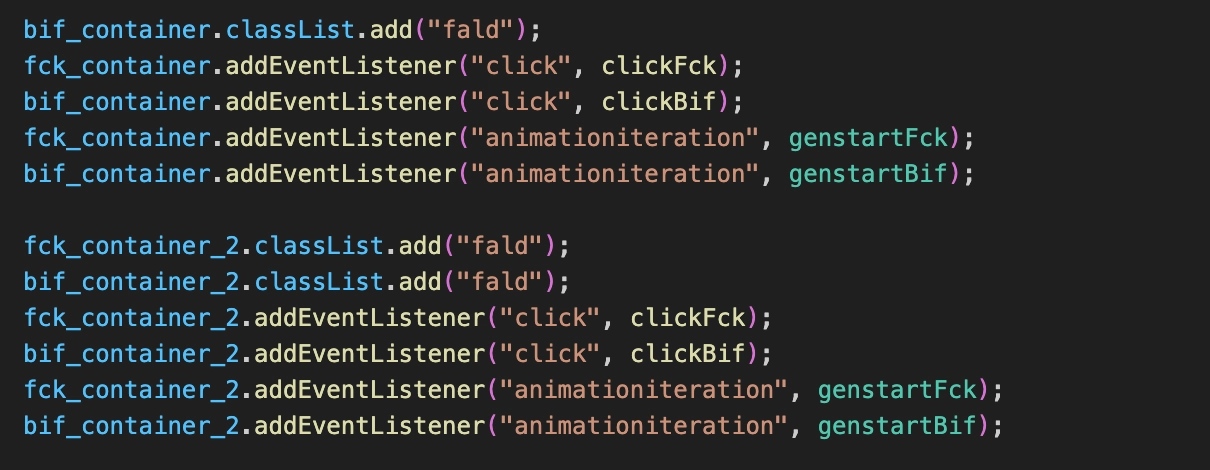 bif_container.classList.add("fald");
fck_container.addEventListener("click", clickFck);
bif_container.addEventListener("click", clickBif);
fck_container.addEventListener("animationiteration", genstartFck);
bif_container.addEventListener("animationiteration", genstartBif);

fck_container_2.classList.add("fald");
bif_container_2.classList.add("fald");
fck_container_2.addEventListener("click", clickFck);
bif_container_2.addEventListener("click", clickBif);
fck_container_2.addEventListener("animationiteration", genstartFck);
bif_container_2.addEventListener("animationiteration", genstartBif);